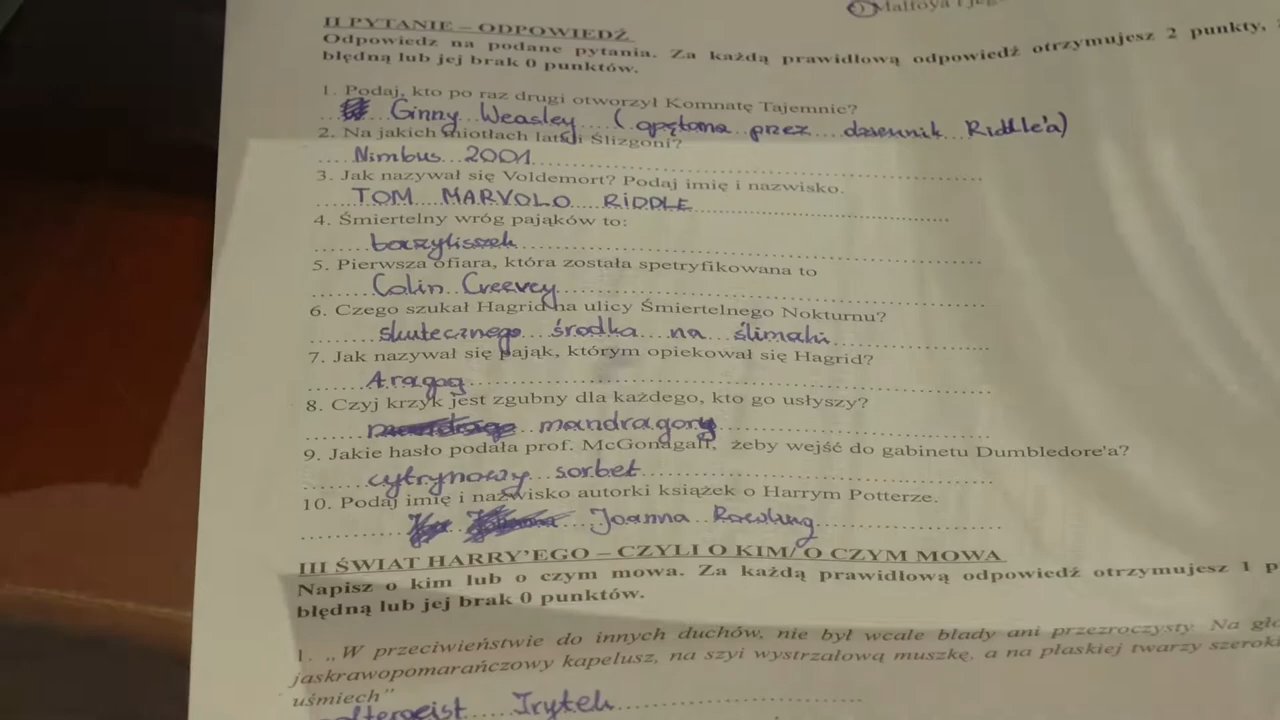 Malfoya i jeg
II PYTANIE – ODPOWIEDŹ
Odpowiedz na podane pytania. Za każdą prawidłową odpowiedź otrzymujesz 2 punkty,
błędną lub jej brak 0 punktów.
1. Podaj, kto po raz drugi otworzył Komnatę Tajemnic?
Ginny Weasley (opętana przez dziennik Riddle'a)
2. Na jakich miotłach latali Ślizgoni?
Nimbus 2001
3. Jak nazywał się Voldemort? Podaj imię i nazwisko.
TOM MARVOLO RIDDLE
4. Śmiertelny wróg pająków to:
bazyliszek
5. Pierwsza ofiara, która została spetryfikowana to
Colin Creevey
6. Czego szukał Hagrid na ulicy Śmiertelnego Nokturnu?
skutecznego środka na ślimaki
7. Jak nazywał się pająk, którym opiekował się Hagrid?
Aragog
8. Czyj krzyk jest zgubny dla każdego, kto go usłyszy?
mandragory
9. Jakie hasło podała prof. McGonagall, żeby wejść do gabinetu Dumbledore'a?
cytrynowy sorbet
10. Podaj imię i nazwisko autorki książek o Harrym Potterze.
Joanna Rowling
III ŚWIAT HARRY'EGO – CZYLI O KIM/ O CZYM MOWA
Napisz o kim lub o czym mowa. Za każdą prawidłową odpowiedź otrzymujesz 1 p
błędną lub jej brak 0 punktów.
1. „W przeciwieństwie do innych duchów, nie był wcale blady ani przezroczysty. Na gło
jaskrawopomarańczowy kapelusz, na szyi wystrzałową muszkę, a na płaskiej twarzy szeroki
uśmiech"
poltergeist Irytek